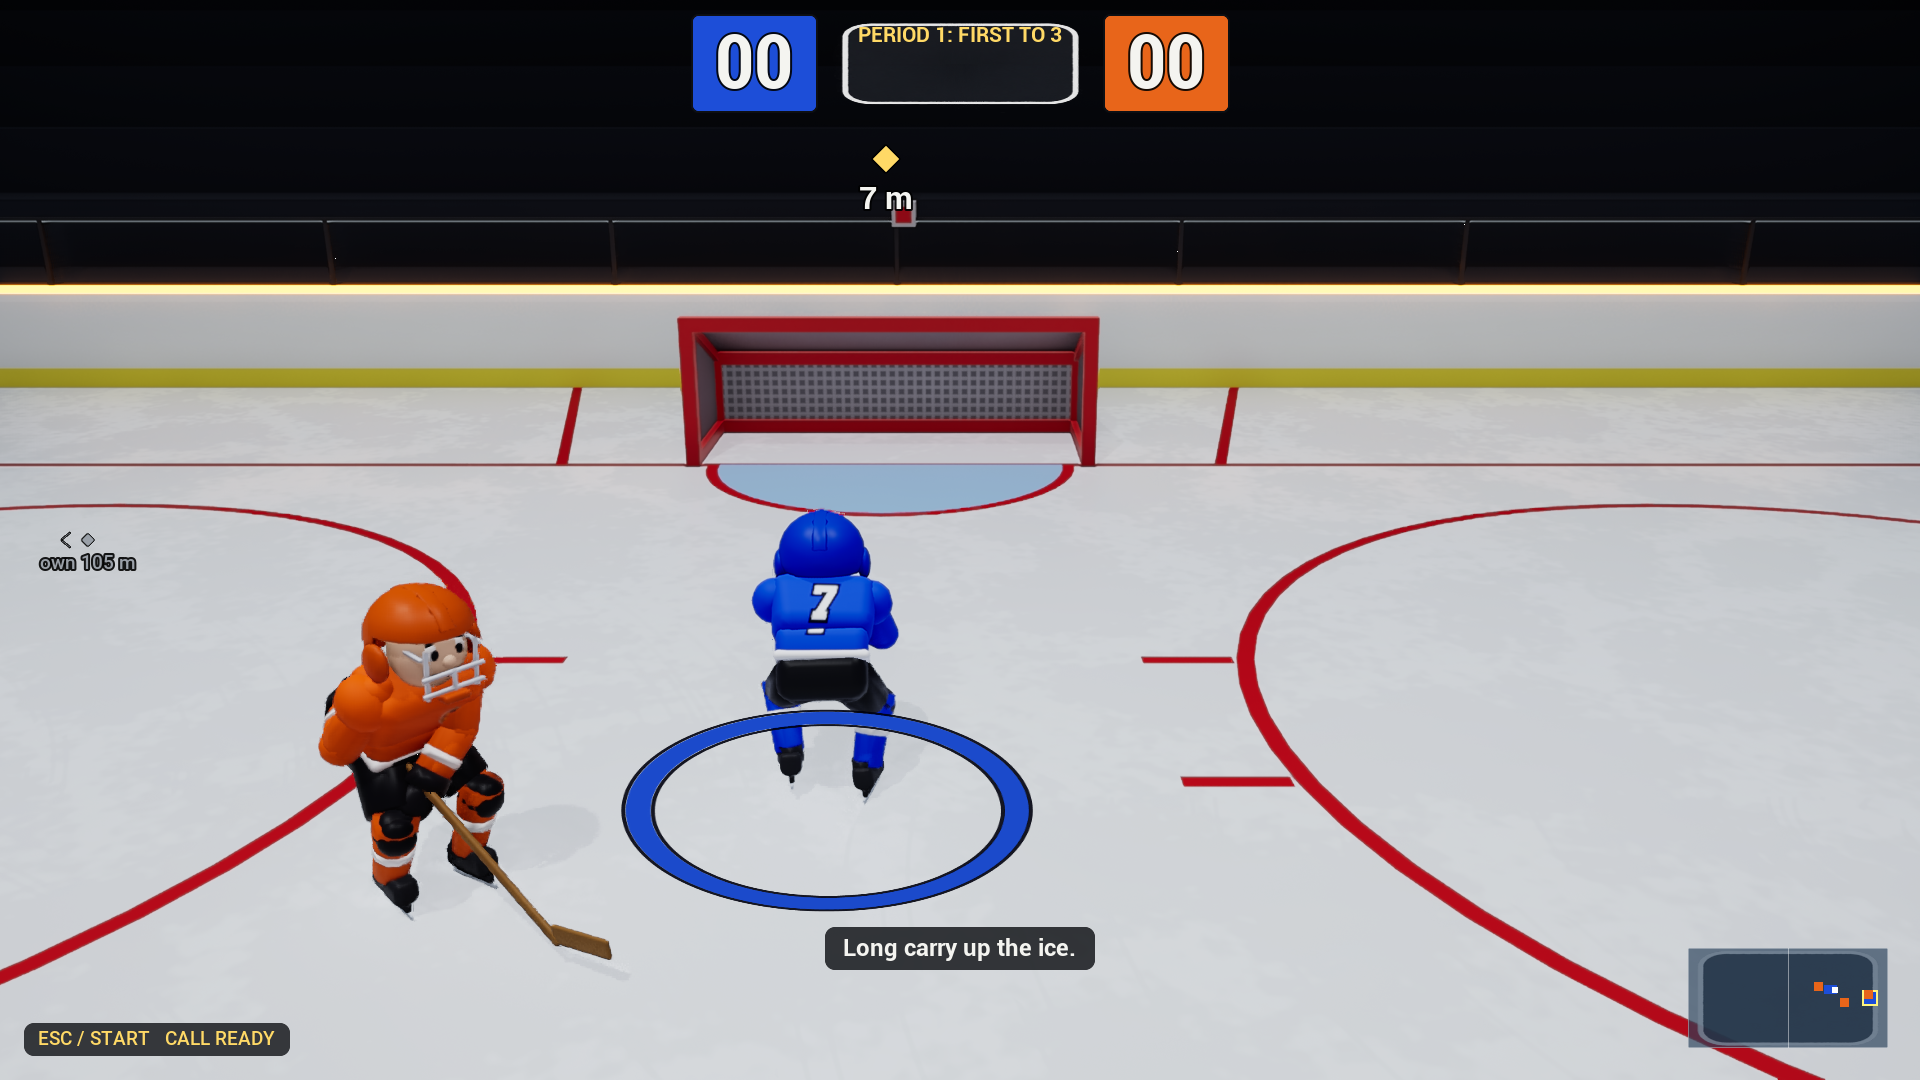 00
PERIOD 1: FIRST TO 3
00
7 m
own 105 m
7
Long carry up the ice.
ESC / START CALL READY